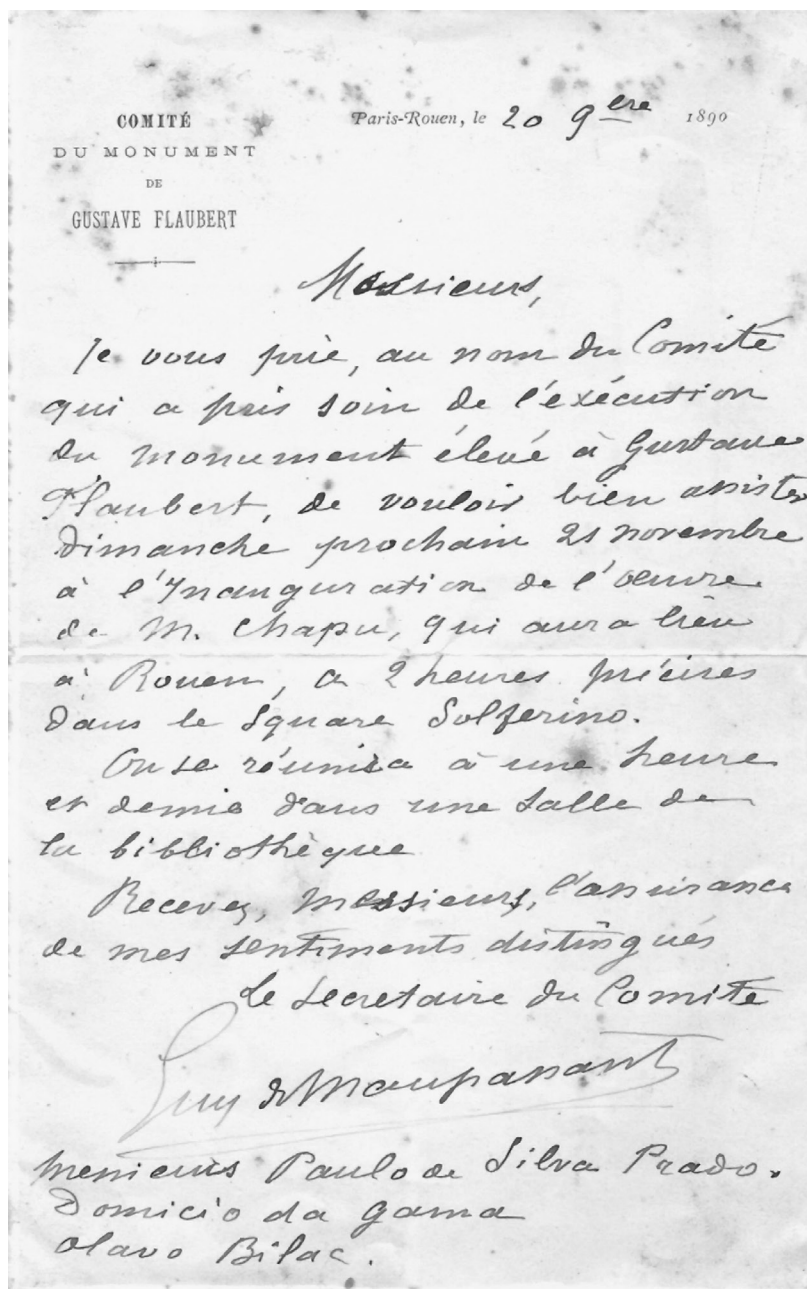 COMITÉ
DU MONUMENT
DE
GUSTAVE FLAUBERT
Paris-Rouen, le 20 9ere 1890
Messieurs,
Je vous prie, au nom du Comité
qui a pris soin de l'exécution
du monument élevé à Gustave
Flaubert, de vouloir bien assister
Dimanche prochain 21 novembre
à l'Inauguration de l'œuvre
de M. Chapu, qui aura lieu
à Rouen, a 2 heures précises
dans le Square Solferino.
On se réunira à une heure
et demie dans une salle de
la bibliothèque
Recevez, Messieurs, l'assurance
de mes sentiments distingués
Le Secretaire du Comité
Guy de Maupassant
Messieurs Paulo de Silva Prado.
Domicio da Gama
Olavo Bilac.